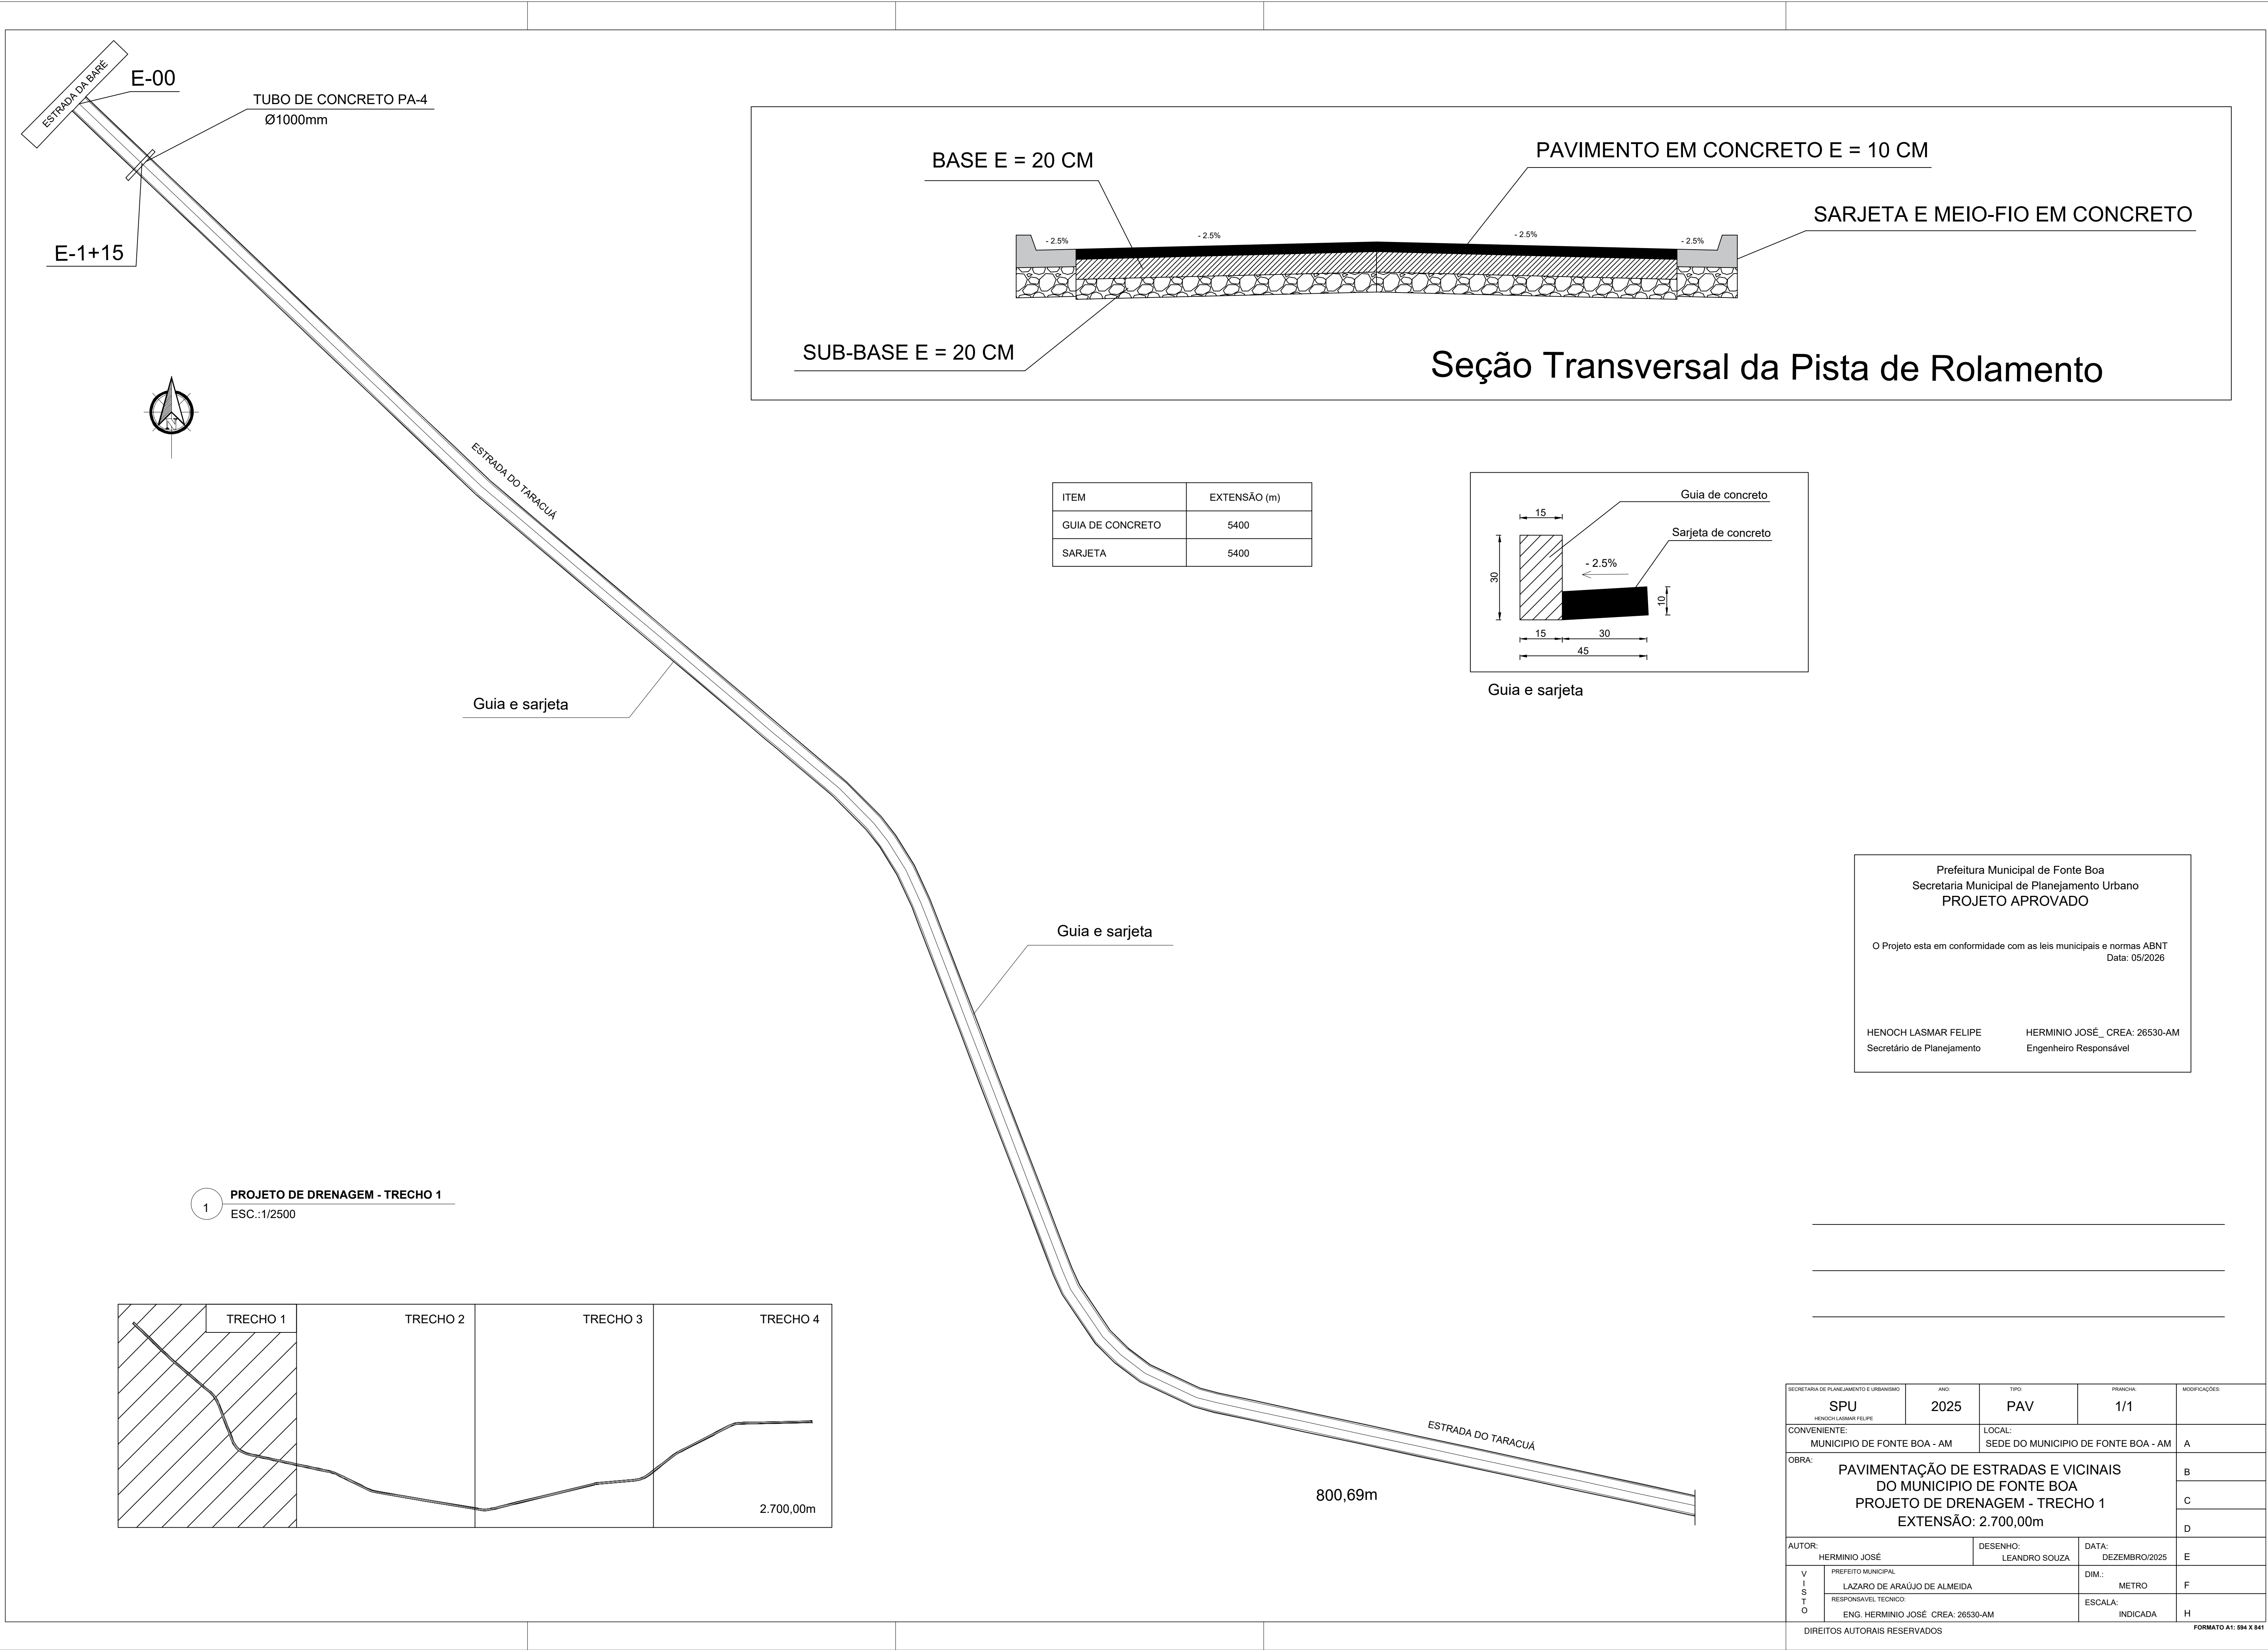 ESTRADA DA BARÉ
E-00
TUBO DE CONCRETO PA-4
Ø1000mm
E-1+15
BASE E = 20 CM
PAVIMENTO EM CONCRETO E = 10 CM
SARJETA E MEIO-FIO EM CONCRETO
- 2.5%
- 2.5%
- 2.5%
- 2.5%
SUB-BASE E = 20 CM
Seção Transversal da Pista de Rolamento
N
ESTRADA DO TARACUÁ
ITEM EXTENSÃO (m)
GUIA DE CONCRETO 5400
SARJETA 5400
Guia de concreto
15
Sarjeta de concreto
- 2.5%
30
10
15 30
45
Guia e sarjeta
Guia e sarjeta
Guia e sarjeta
Prefeitura Municipal de Fonte Boa
Secretaria Municipal de Planejamento Urbano
PROJETO APROVADO
O Projeto esta em conformidade com as leis municipais e normas ABNT
Data: 05/2026
HENOCH LASMAR FELIPE HERMINIO JOSÉ_ CREA: 26530-AM
Secretário de Planejamento Engenheiro Responsável
1
PROJETO DE DRENAGEM - TRECHO 1
ESC.:1/2500
TRECHO 1 TRECHO 2 TRECHO 3 TRECHO 4
2.700,00m
ESTRADA DO TARACUÁ
800,69m
SECRETARIA DE PLANEJAMENTO E URBANISMO ANO: TIPO: PRANCHA: MODIFICAÇÕES:
SPU 2025 PAV 1/1
HENOCH LASMAR FELIPE
CONVENIENTE: LOCAL:
MUNICIPIO DE FONTE BOA - AM SEDE DO MUNICIPIO DE FONTE BOA - AM A
OBRA:
PAVIMENTAÇÃO DE ESTRADAS E VICINAIS
B
DO MUNICIPIO DE FONTE BOA
PROJETO DE DRENAGEM - TRECHO 1
C
EXTENSÃO: 2.700,00m
D
AUTOR: DESENHO: DATA:
HERMINIO JOSÉ LEANDRO SOUZA DEZEMBRO/2025 E
VISTO
PREFEITO MUNICIPAL DIM.:
LAZARO DE ARAÚJO DE ALMEIDA METRO F
RESPONSAVEL TECNICO: ESCALA:
ENG. HERMINIO JOSÉ CREA: 26530-AM INDICADA H
DIREITOS AUTORAIS RESERVADOS
FORMATO A1: 594 X 841